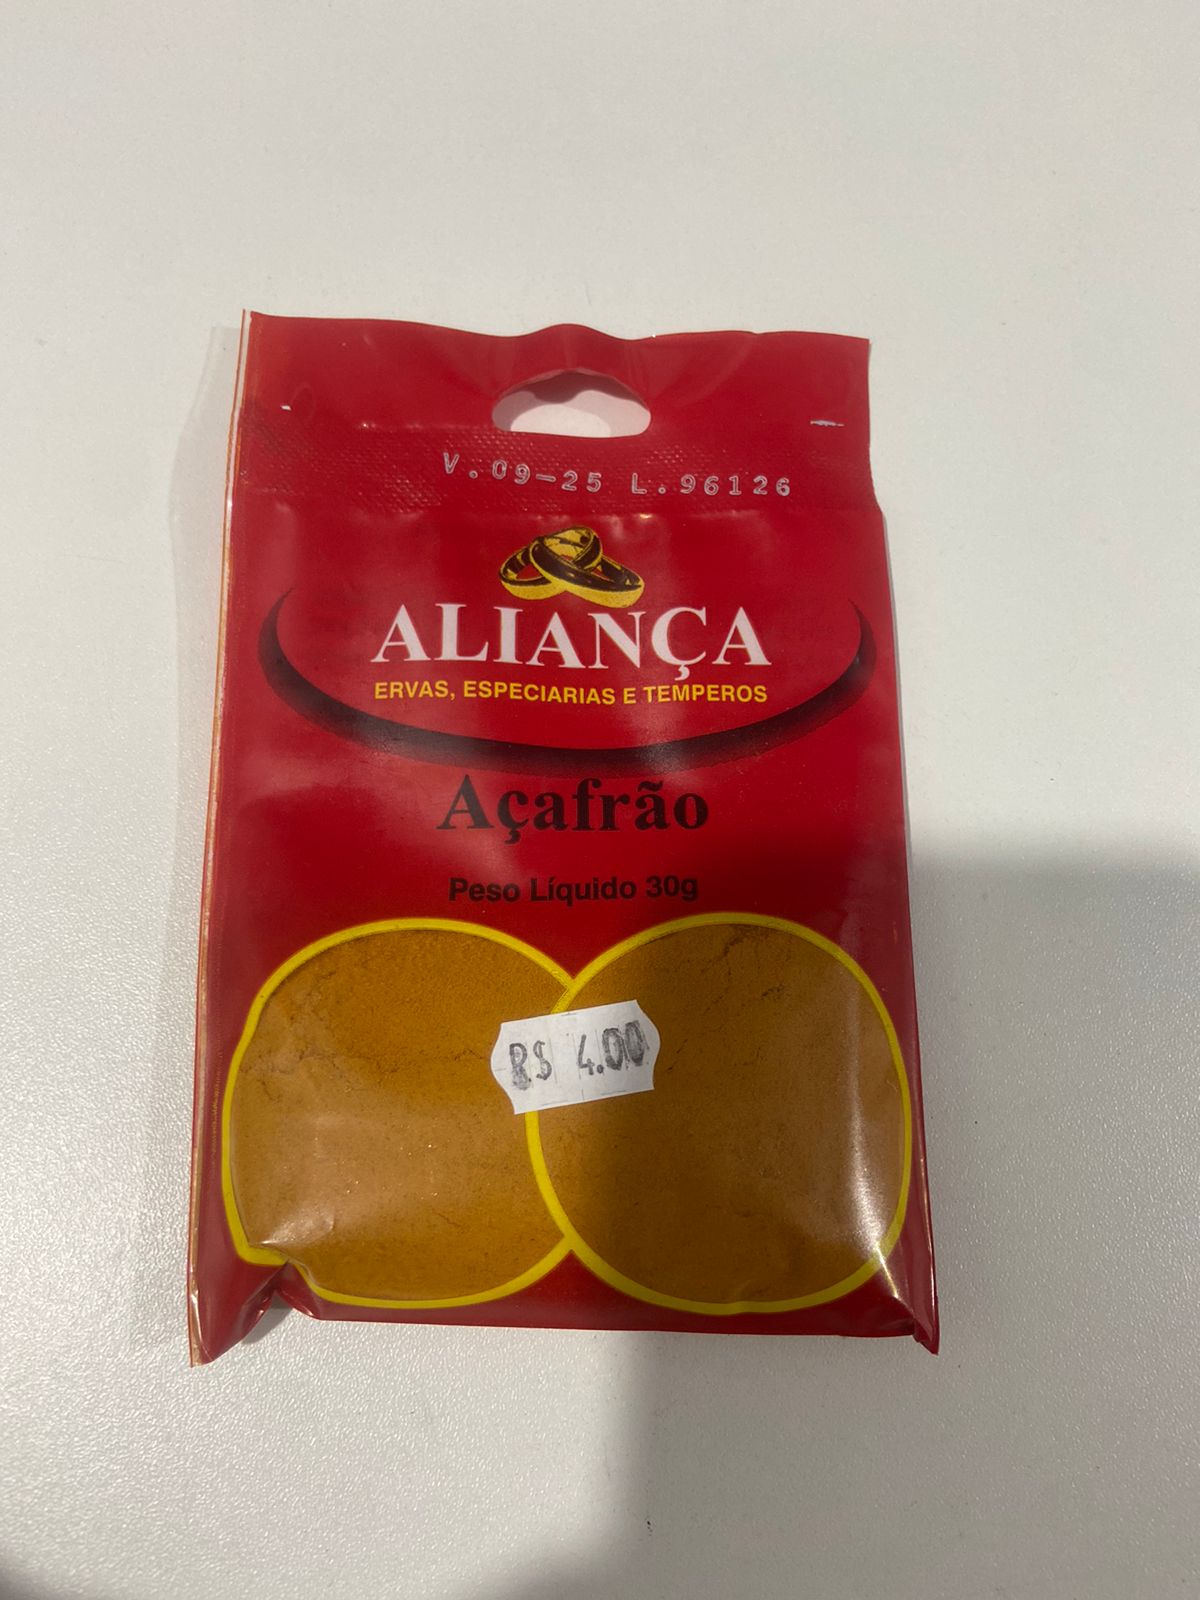 V.09-25 L.96126
ALIANÇA
ERVAS, ESPECIARIAS E TEMPEROS
Açafrão
Peso Líquido 30g
R$ 4.00